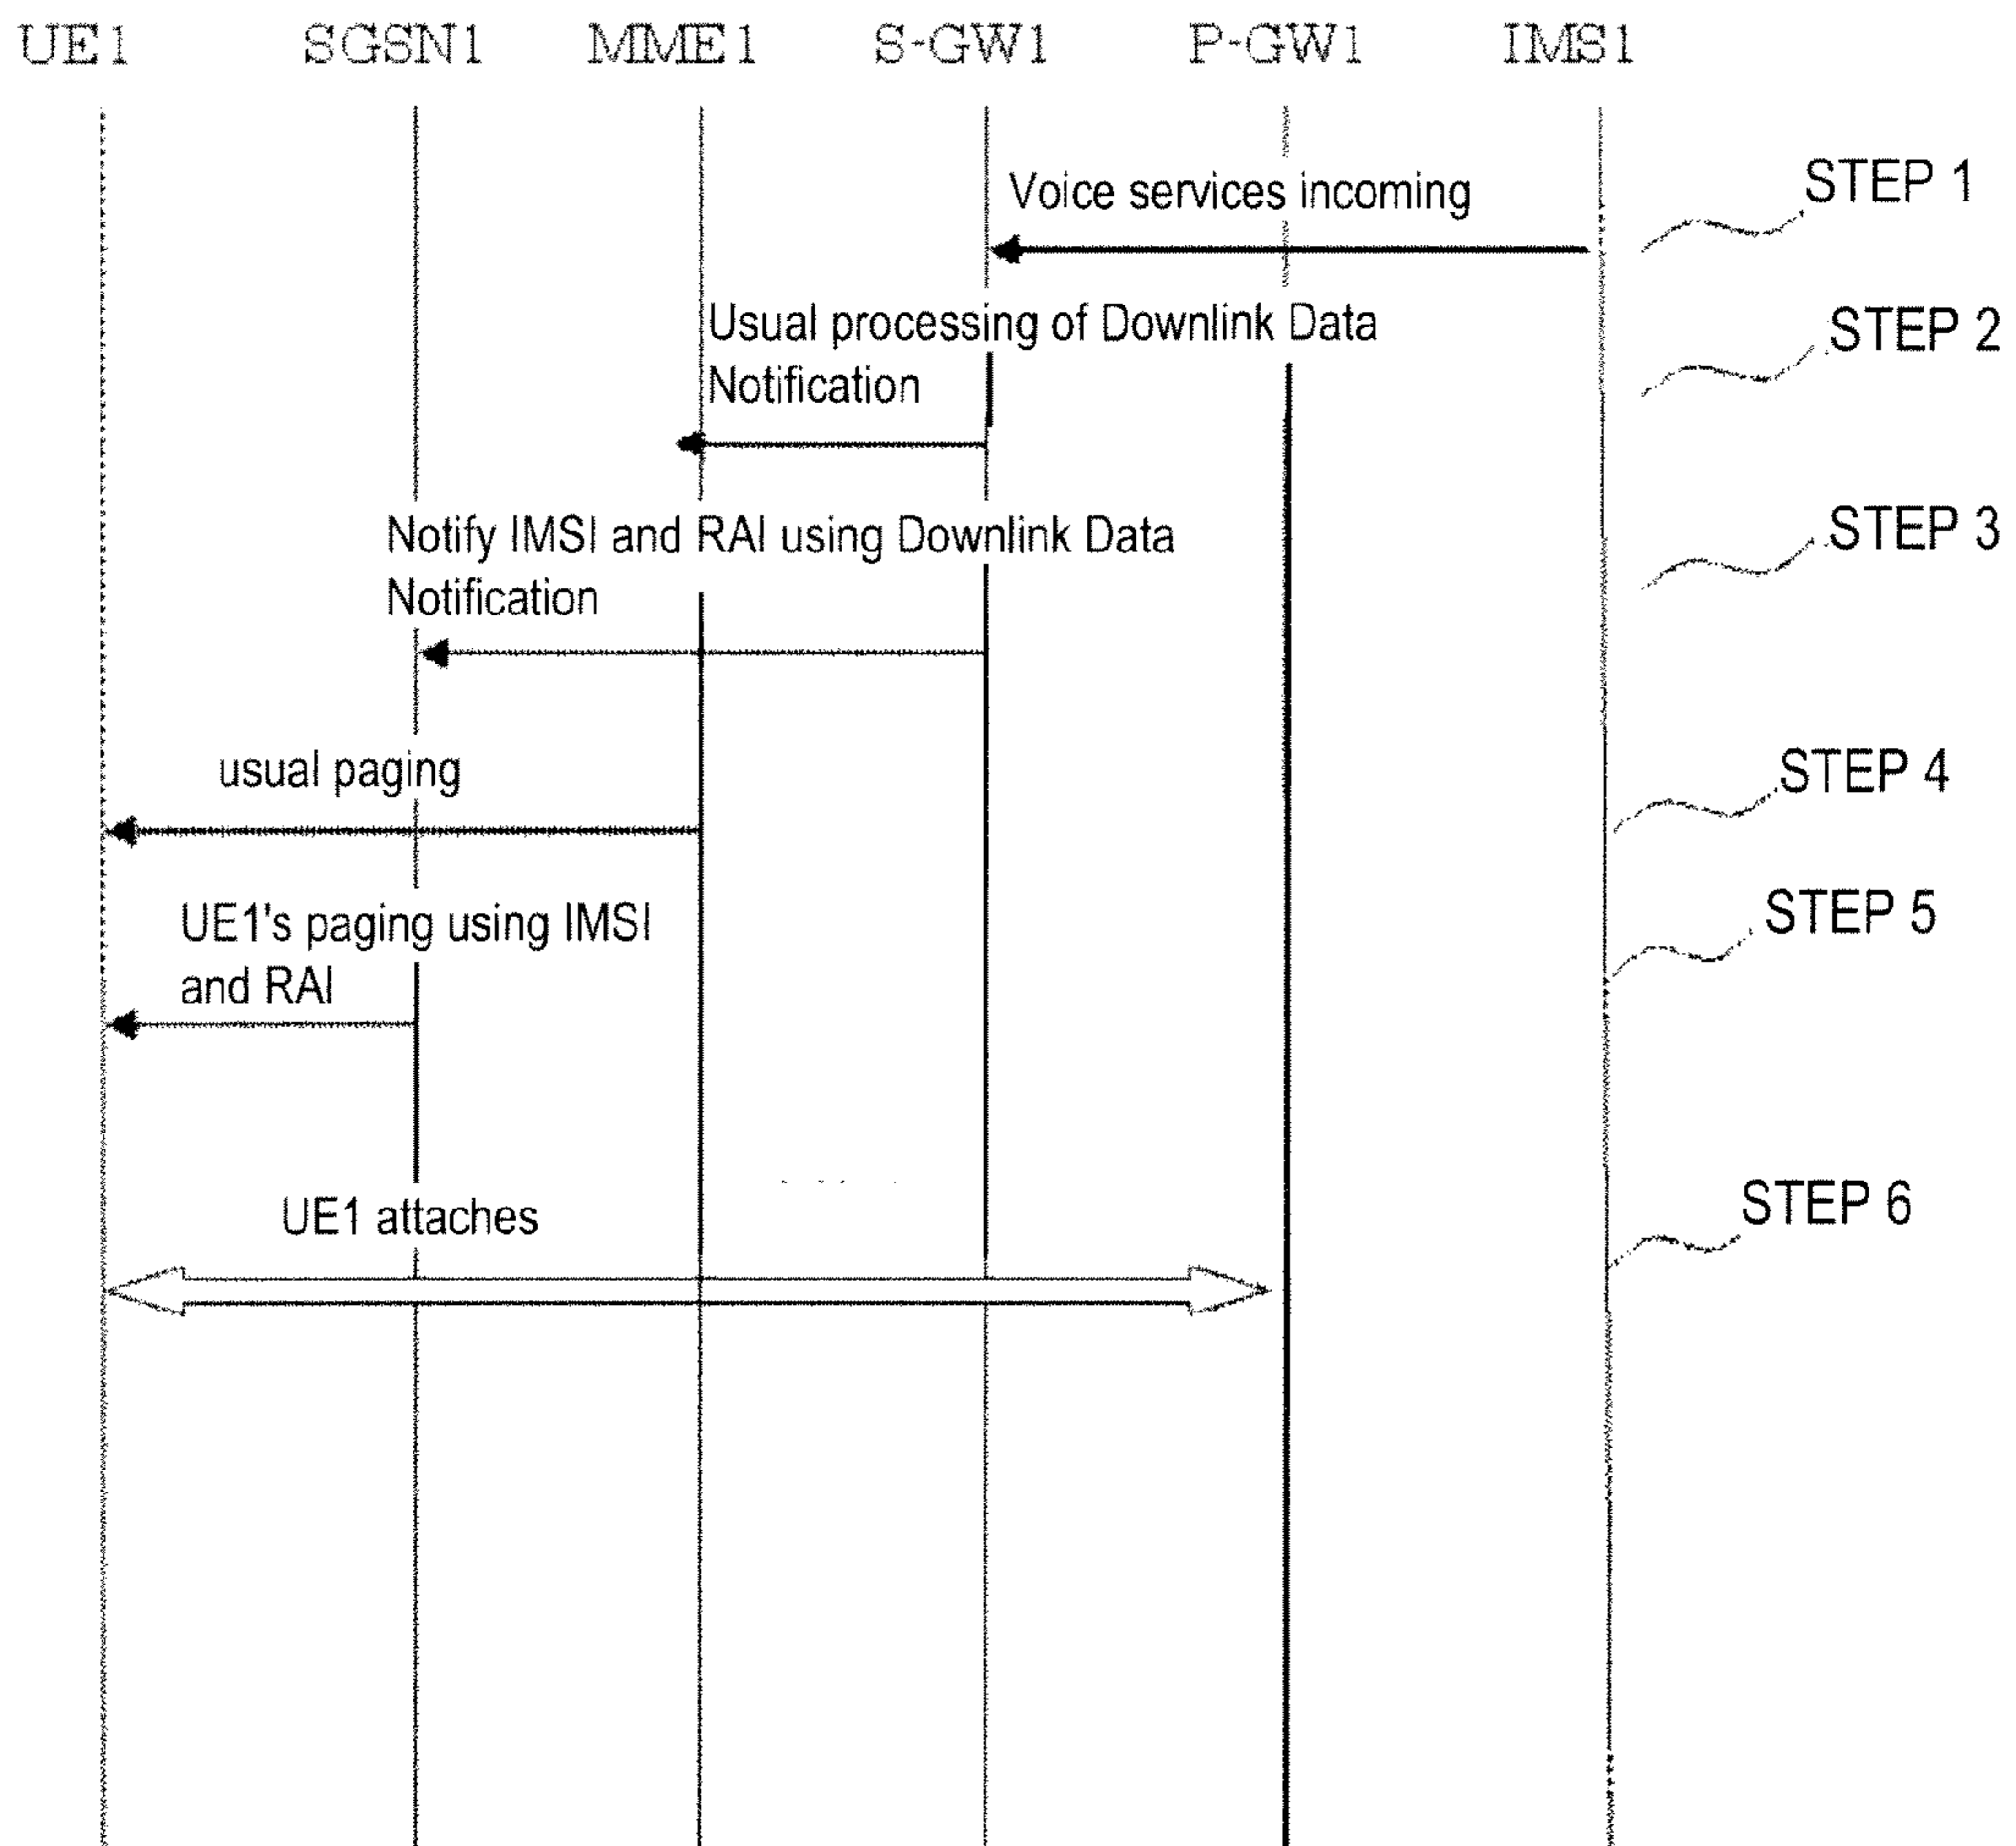 UE1 SGSN1 MME1 S-GW1 P-GW1 IMS1
Voice services incoming
STEP 1
Usual processing of Downlink Data
Notification
STEP 2
Notify IMSI and RAI using Downlink Data
Notification
STEP 3
usual paging
STEP 4
UE1's paging using IMSI
and RAI
STEP 5
UE1 attaches
STEP 6